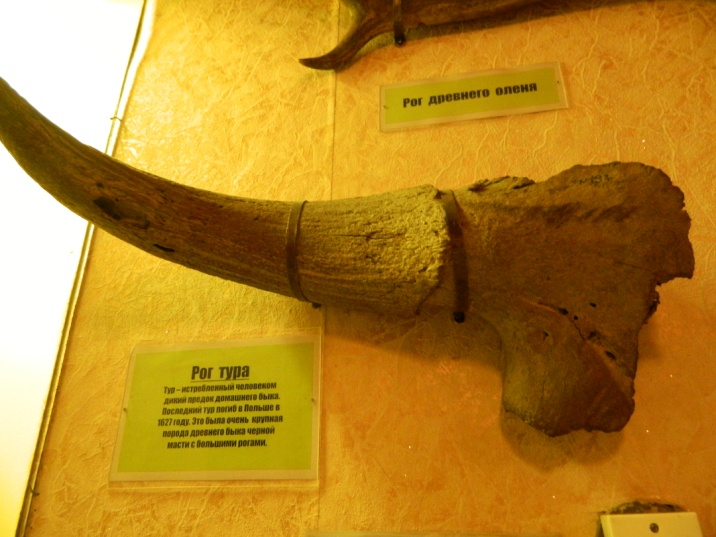 Рог древнего оленя
Рог тура
Тур – истребленный человеком
дикий предок домашнего быка.
Последний тур погиб в Польше в
1627 году. Это была очень крупная
порода древнего быка черной
масти с большими рогами.